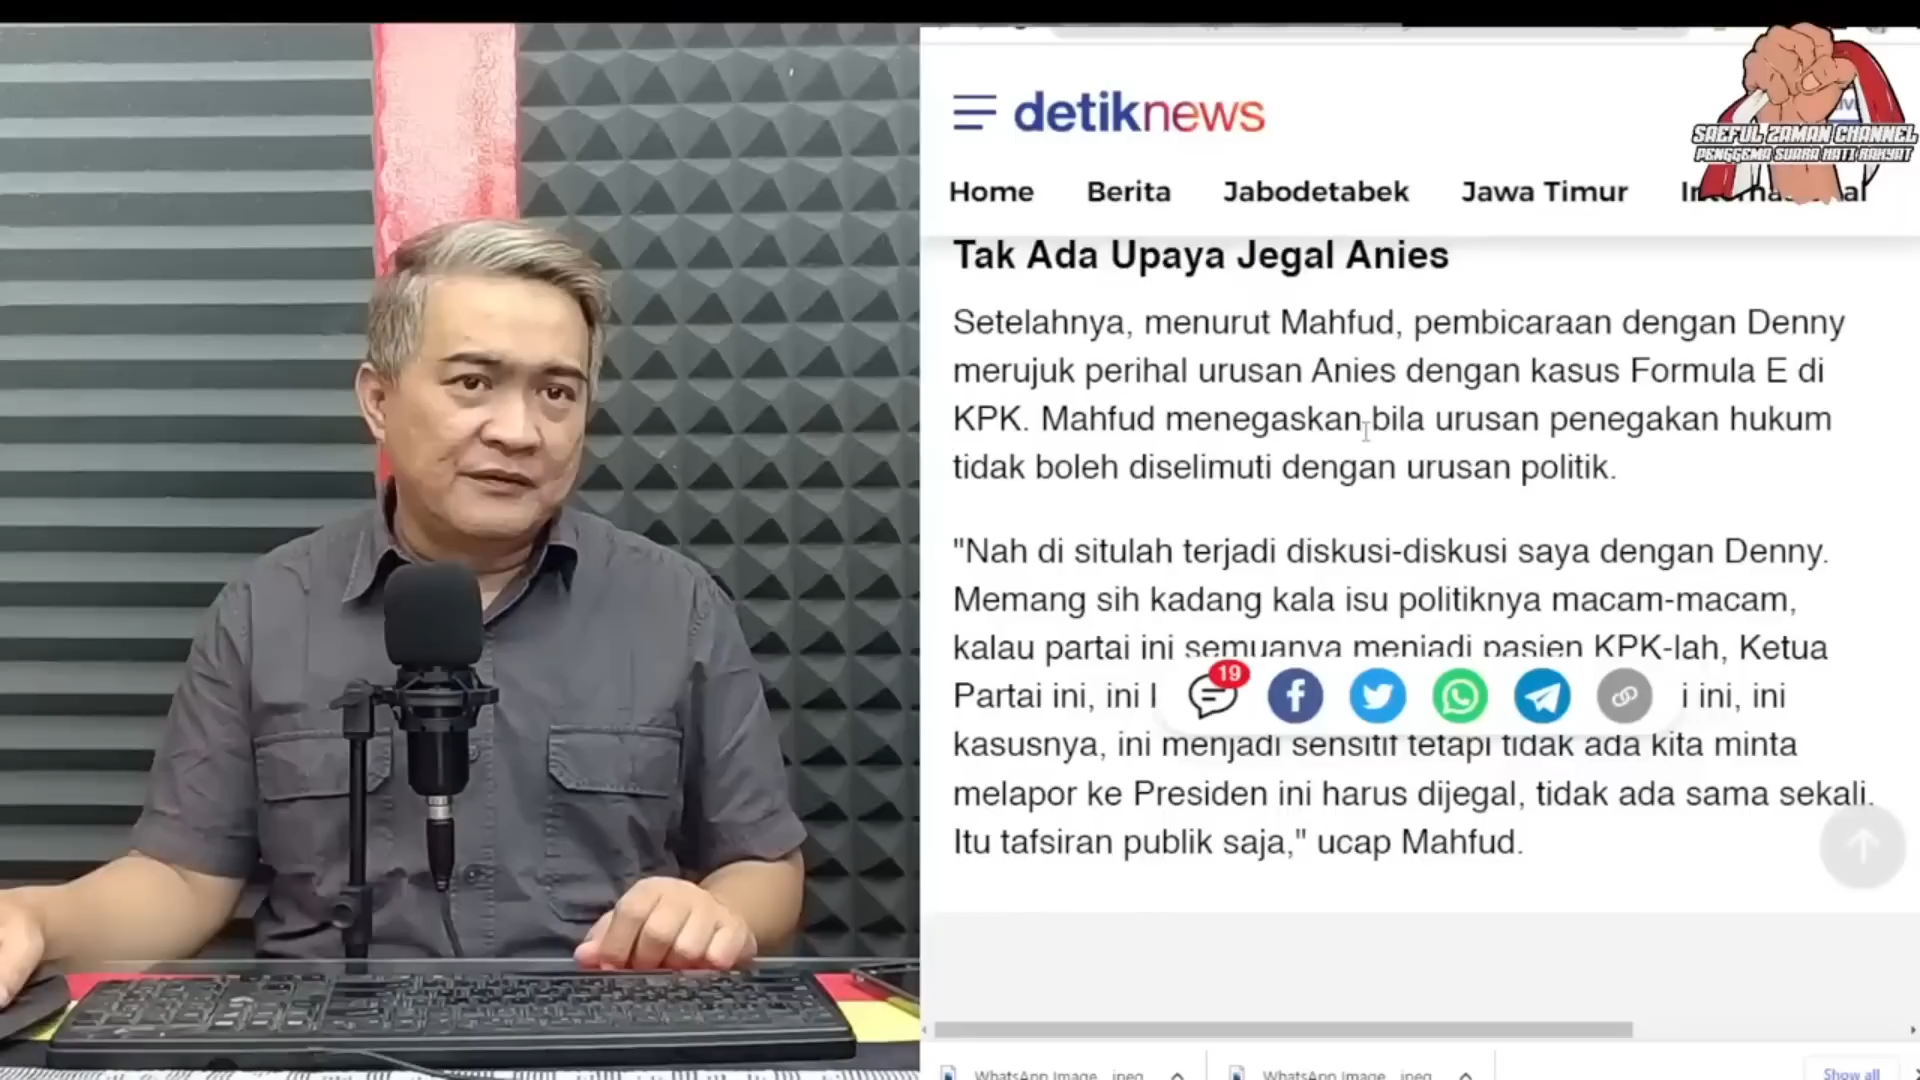 detiknews
SAEFUL ZAMAN CHANNEL
PENGGEMA SUARA HATI RAKYAT
Home Berita Jabodetabek Jawa Timur
Tak Ada Upaya Jegal Anies
Setelahnya, menurut Mahfud, pembicaraan dengan Denny
merujuk perihal urusan Anies dengan kasus Formula E di
KPK. Mahfud menegaskan bila urusan penegakan hukum
tidak boleh diselimuti dengan urusan politik.
"Nah di situlah terjadi diskusi-diskusi saya dengan Denny.
Memang sih kadang kala isu politiknya macam-macam,
kalau partai ini semuanya menjadi pasien KPK-lah, Ketua
Partai ini, ini i ini, ini
19
kasusnya, ini menjadi sensitif tetapi tidak ada kita minta
melapor ke Presiden ini harus dijegal, tidak ada sama sekali.
Itu tafsiran publik saja," ucap Mahfud.
WhatsApp Image ...jpeg WhatsApp Image ...jpeg Show all